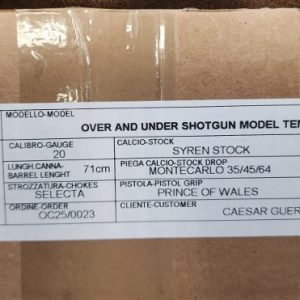 MODELLO-MODEL
OVER AND UNDER SHOTGUN MODEL TEM
CALIBRO-GAUGE
20
CALCIO-STOCK
SYREN STOCK
LUNGH.CANNA-
BARREL LENGHT
71cm
PIEGA CALCIO-STOCK DROP
MONTECARLO 35/45/64
STROZZATURA-CHOKES
SELECTA
PISTOLA-PISTOL GRIP
PRINCE OF WALES
ORDINE-ORDER
OC25/0023
CLIENTE-CUSTOMER
CAESAR GUER